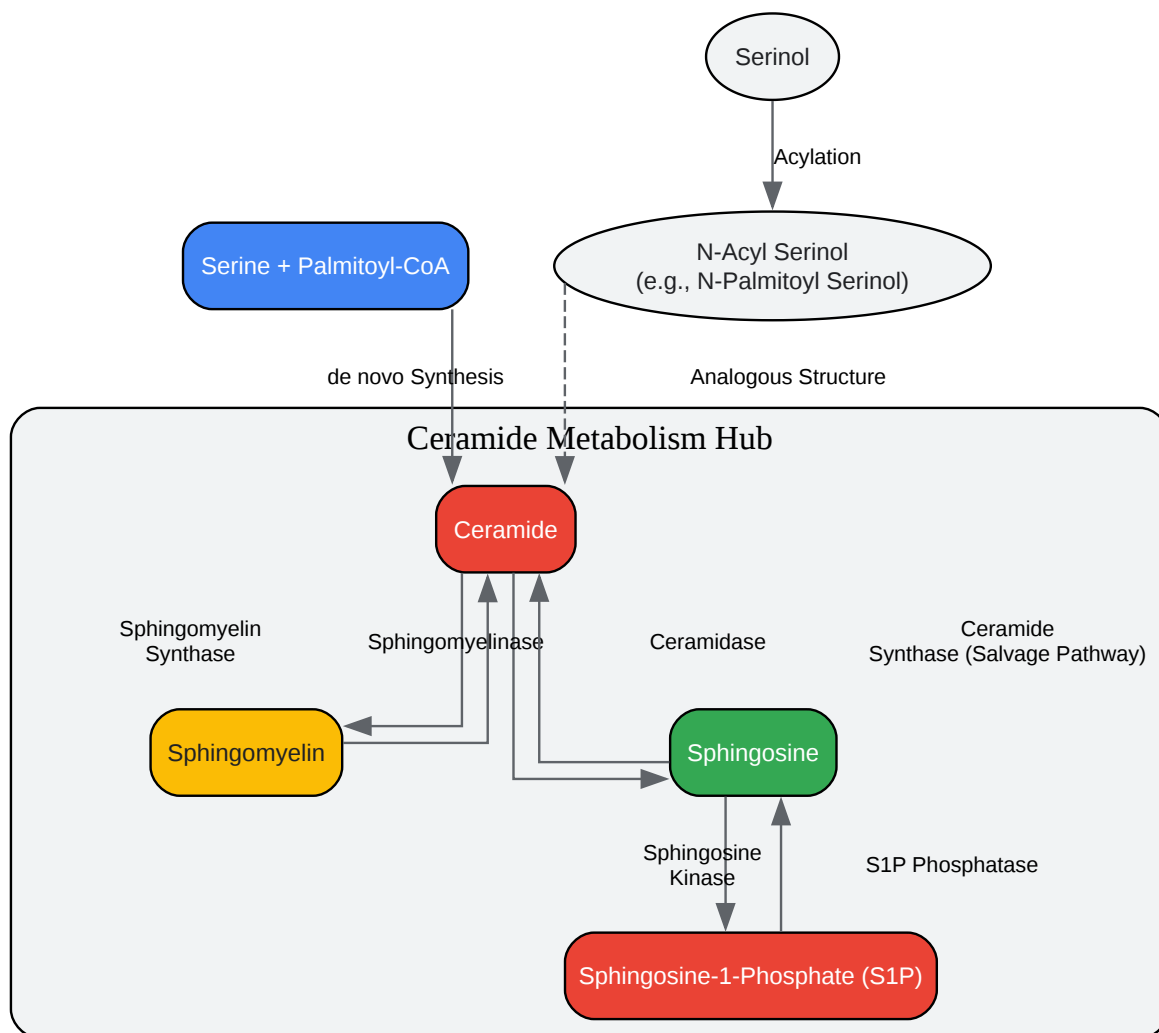 Serinol
Acylation
Serine + Palmitoyl-CoA
N-Acyl Serinol
(e.g., N-Palmitoyl Serinol)
de novo Synthesis
Analogous Structure
Ceramide Metabolism Hub
Ceramide
Sphingomyelin
Synthase
Sphingomyelinase
Ceramidase
Ceramide
Synthase (Salvage Pathway)
Sphingomyelin
Sphingosine
Sphingosine
Kinase
S1P Phosphatase
Sphingosine-1-Phosphate (S1P)